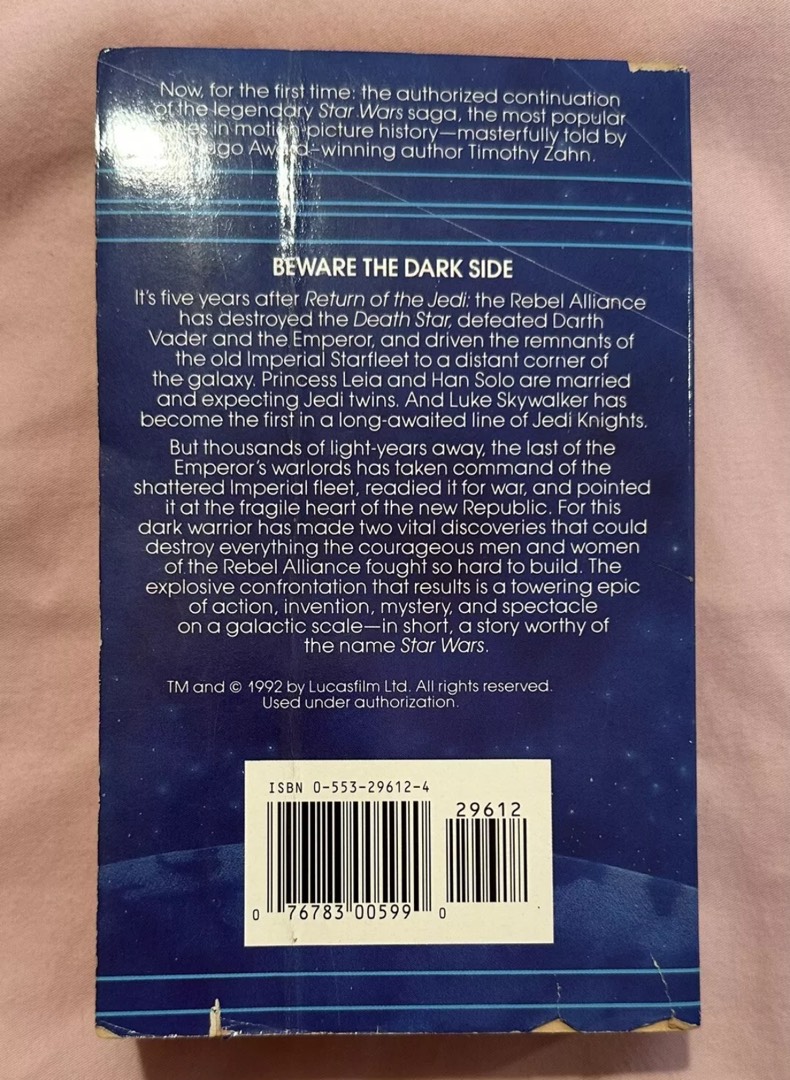 Now, for the first time: the authorized continuation
of the legendary Star Wars saga, the most popular
in motion picture history—masterfully told by
Award-winning author Timothy Zahn.
BEWARE THE DARK SIDE
It's five years after Return of the Jedi: the Rebel Alliance
has destroyed the Death Star, defeated Darth
Vader and the Emperor, and driven the remnants of
the old Imperial Starfleet to a distant corner of
the galaxy. Princess Leia and Han Solo are married
and expecting Jedi twins. And Luke Skywalker has
become the first in a long-awaited line of Jedi Knights.
But thousands of light-years away, the last of the
Emperor's warlords has taken command of the
shattered Imperial fleet, readied it for war, and pointed
it at the fragile heart of the new Republic. For this
dark warrior has made two vital discoveries that could
destroy everything the courageous men and women
of the Rebel Alliance fought so hard to build. The
explosive confrontation that results is a towering epic
of action, invention, mystery, and spectacle
on a galactic scale—in short, a story worthy of
the name Star Wars.
TM and © 1992 by Lucasfilm Ltd. All rights reserved.
Used under authorization.
ISBN 0-553-29612-4
29612
0 76783 00599 0